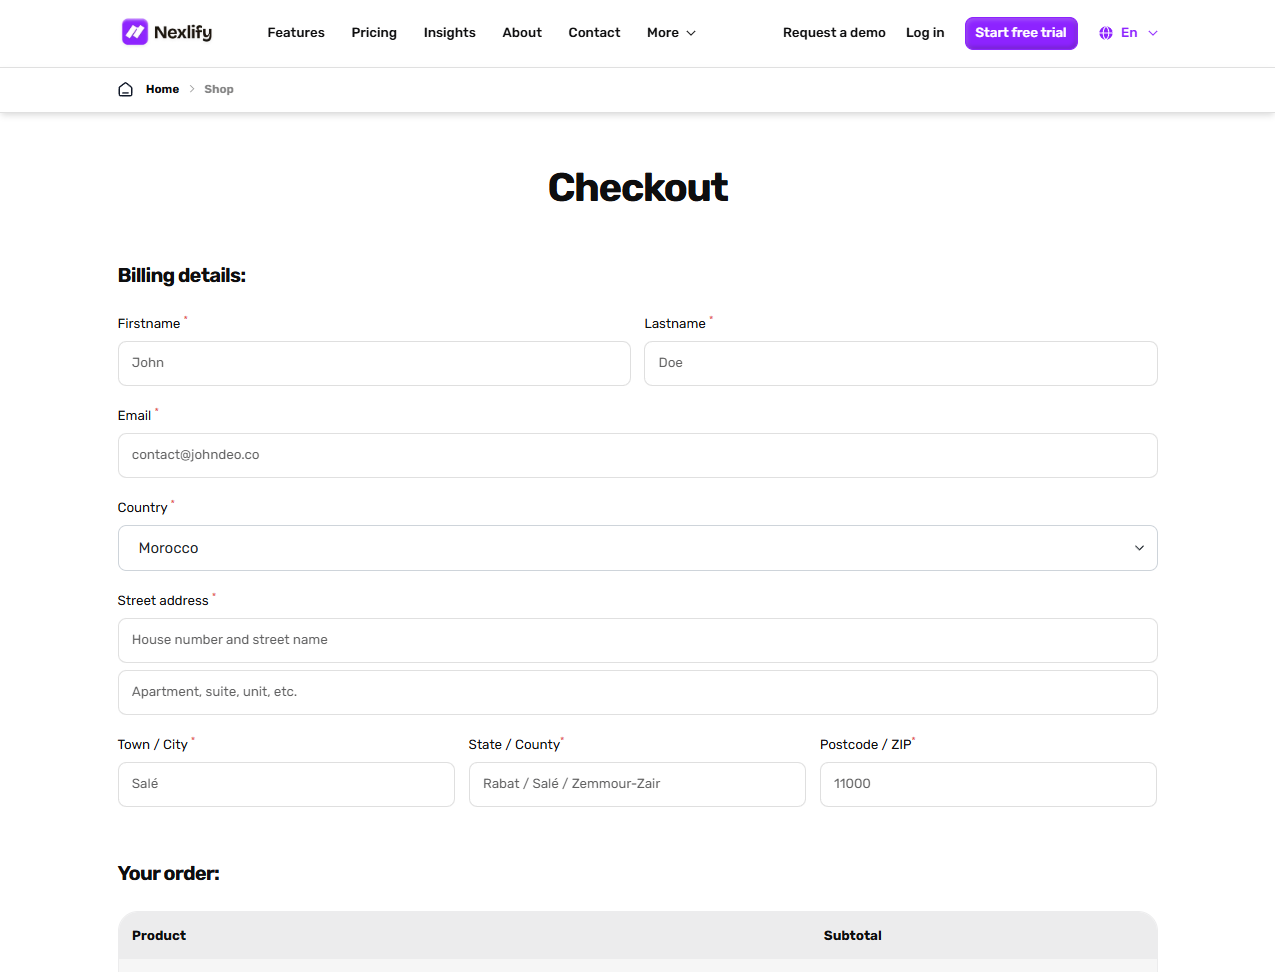 Nexlify Features Pricing Insights About Contact More Request a demo Log in Start free trial En
Home Shop
Checkout
Billing details:
Firstname * Lastname *
John Doe
Email *
contact@johndeo.co
Country *
Morocco
Street address *
House number and street name
Apartment, suite, unit, etc.
Town / City * State / County* Postcode / ZIP*
Salé Rabat / Salé / Zemmour-Zair 11000
Your order:
Product Subtotal